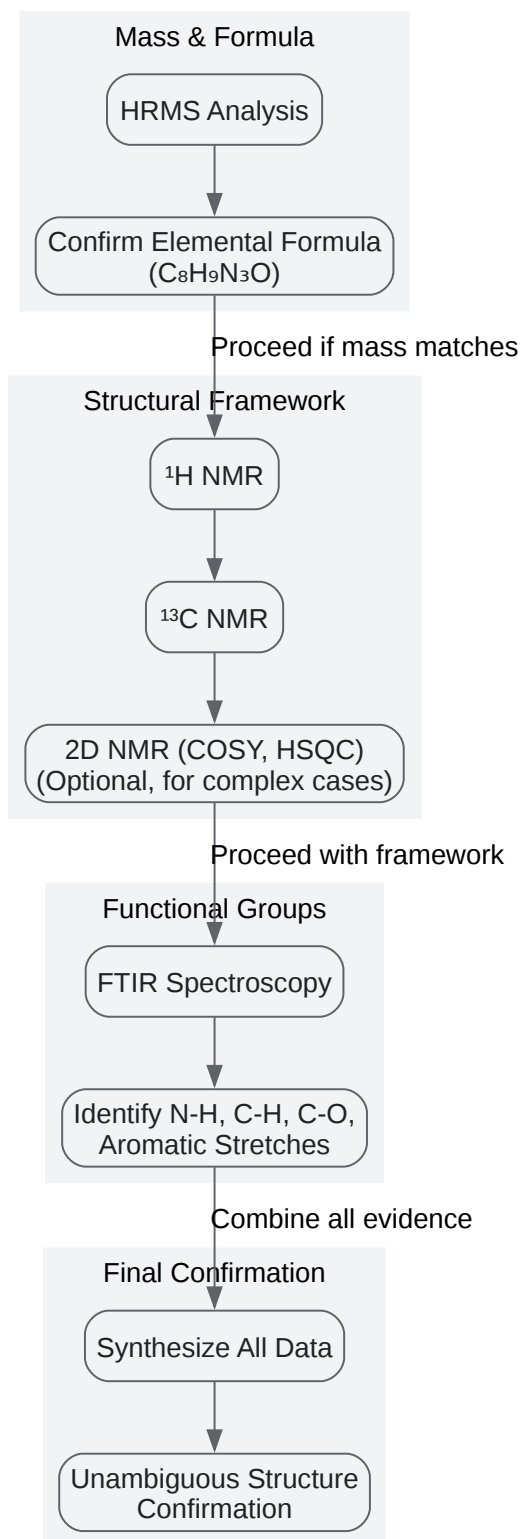 Mass & Formula
HRMS Analysis
Confirm Elemental Formula
(C₈H₉N₃O)
Proceed if mass matches
Structural Framework
¹H NMR
¹³C NMR
2D NMR (COSY, HSQC)
(Optional, for complex cases)
Proceed with framework
Functional Groups
FTIR Spectroscopy
Identify N-H, C-H, C-O,
Aromatic Stretches
Combine all evidence
Final Confirmation
Synthesize All Data
Unambiguous Structure
Confirmation